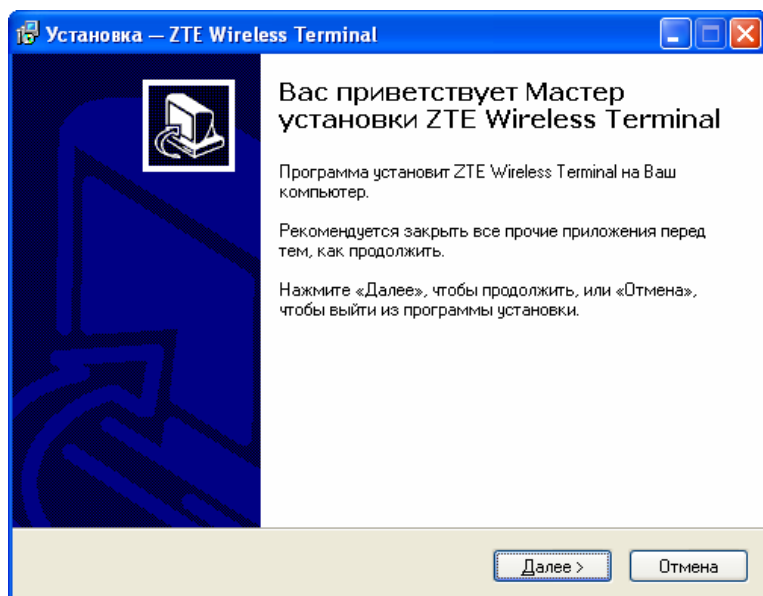 Установка — ZTE Wireless Terminal
Вас приветствует Мастер
установки ZTE Wireless Terminal
Программа установит ZTE Wireless Terminal на Ваш
компьютер.
Рекомендуется закрыть все прочие приложения перед
тем, как продолжить.
Нажмите «Далее», чтобы продолжить, или «Отмена»,
чтобы выйти из программы установки.
Далее > Отмена